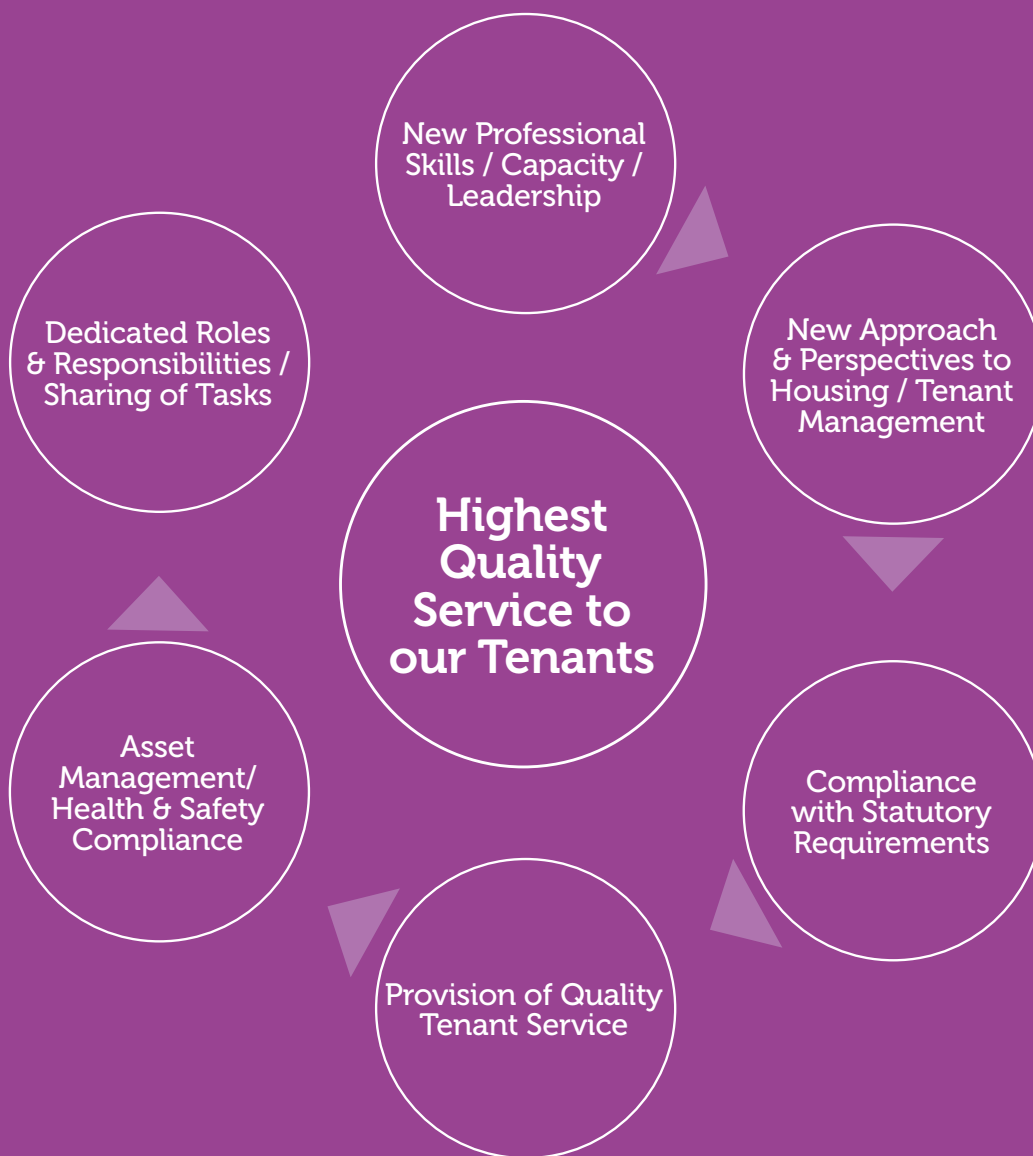 New Professional
Skills / Capacity /
Leadership
Dedicated Roles
& Responsibilities /
Sharing of Tasks
New Approach
& Perspectives to
Housing / Tenant
Management
Highest
Quality
Service to
our Tenants
Asset
Management/
Health & Safety
Compliance
Compliance
with Statutory
Requirements
Provision of Quality
Tenant Service